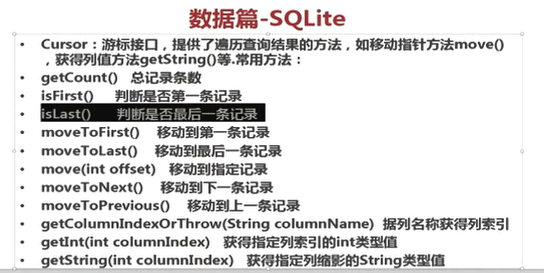 数据篇-SQLite
• Cursor：游标接口，提供了遍历查询结果的方法，如移动指针方法move()
，获得列值方法getString()等.常用方法：
• getCount() 总记录条数
• isFirst() 判断是否第一条记录
• isLast() 判断是否最后一条记录
• moveToFirst() 移动到第一条记录
• moveToLast() 移动到最后一条记录
• move(int offset) 移动到指定记录
• moveToNext() 移动到下一条记录
• moveToPrevious() 移动到上一条记录
• getColumnIndexOrThrow(String columnName) 据列名称获得列索引
• getInt(int columnIndex) 获得指定列索引的int类型值
• getString(int columnIndex) 获得指定列缩影的String类型值